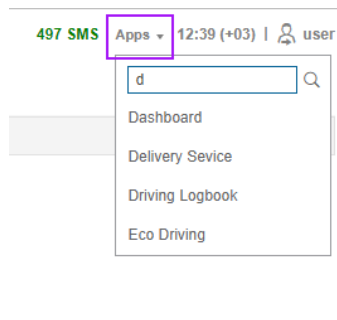 497 SMS Apps 12:39 (+03) | user
d
Dashboard
Delivery Sevice
Driving Logbook
Eco Driving